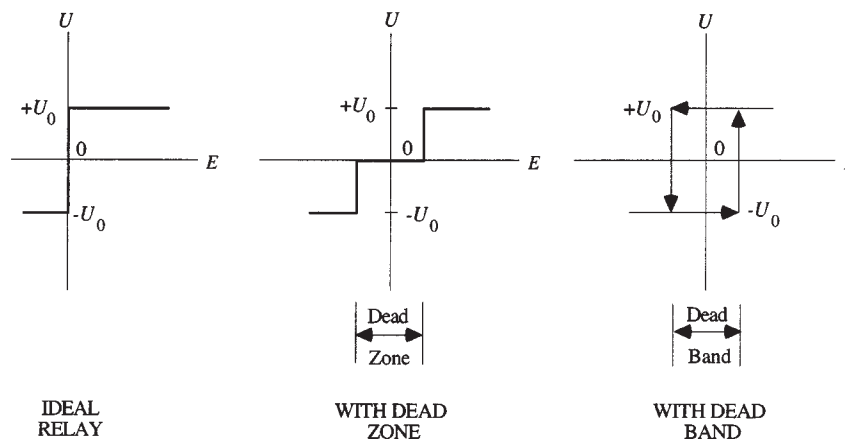 U
U
U
+U₀
+U₀
+U₀
0
0
0
E
E
-U₀
-U₀
-U₀
Dead
Zone
Dead
Band
IDEAL
RELAY
WITH DEAD
ZONE
WITH DEAD
BAND